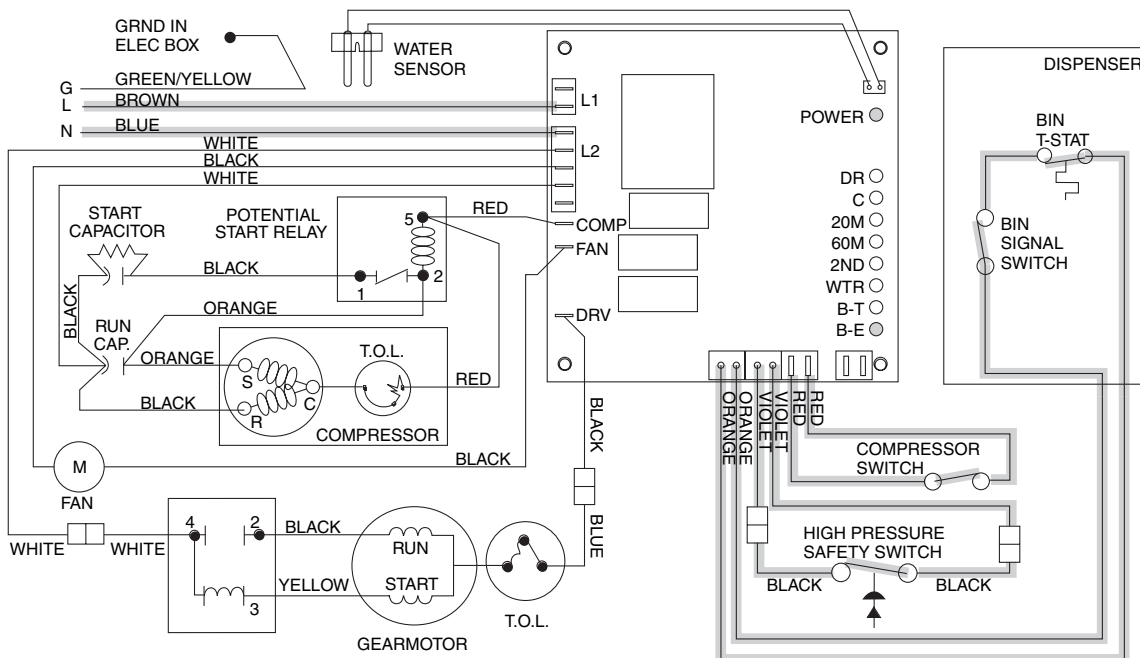 GRND IN
ELEC BOX
WATER
SENSOR
DISPENSER
G
GREEN/YELLOW
L
BROWN
L1
POWER
N
BLUE
WHITE
L2
BLACK
WHITE
BIN
T-STAT
DR
C
20M
60M
2ND
WTR
B-T
B-E
BIN
SIGNAL
SWITCH
START
CAPACITOR
POTENTIAL
START RELAY
5
RED
COMP
FAN
BLACK
1
2
ORANGE
BLACK
DRV
RUN
CAP.
ORANGE
S
T.O.L.
C
RED
R
BLACK
COMPRESSOR
ORANGE
ORANGE
VIOLET
VIOLET
RED
RED
BLACK
COMPRESSOR
SWITCH
M
FAN
BLACK
4
2
BLACK
WHITE
WHITE
RUN
BLUE
HIGH PRESSURE
SAFETY SWITCH
BLACK
BLACK
YELLOW
START
3
T.O.L.
GEARMOTOR